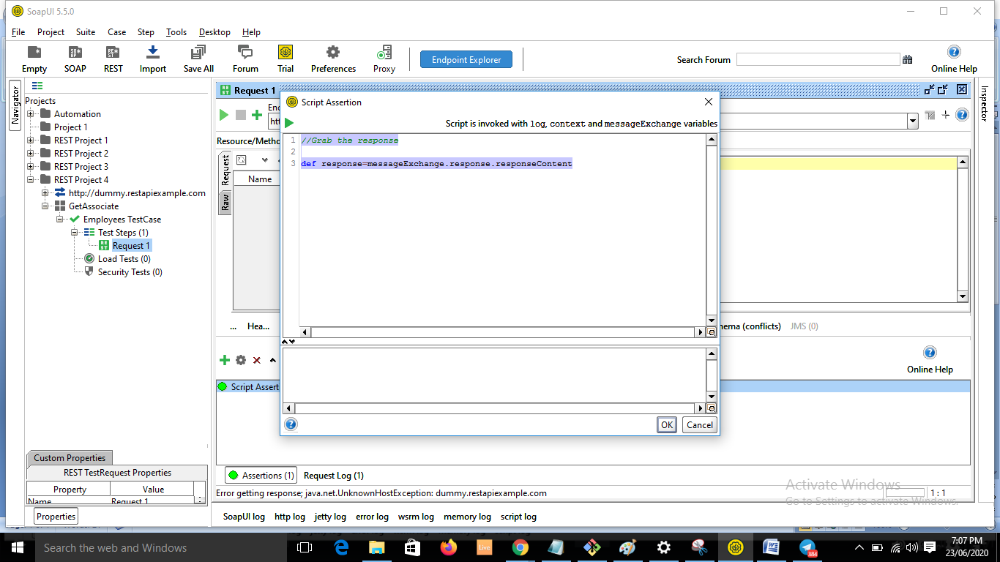 SoapUI 5.5.0
File Project Suite Case Step Tools Desktop Help
Empty SOAP REST Import Save All Forum Trial Preferences Proxy Endpoint Explorer Search Forum Online Help
Navigator
Projects
Automation
Project 1
REST Project 1
REST Project 2
REST Project 3
REST Project 4
http://dummy.restapiexample.com
GetAssociate
Employees TestCase
Test Steps (1)
Request 1
Load Tests (0)
Security Tests (0)
Custom Properties
REST TestRequest Properties
Property Value
Name Request 1
Properties
Request 1
Resource/Metho
Request
Raw
Name
... Hea...
Script Assertion
Script is invoked with log, context and messageExchange variables
1 //Grab the response
2
3 def response=messageExchange.response.responseContent
OK Cancel
Inspector
JMS (0)
Online Help
Script Assert
Assertions (1) Request Log (1)
Error getting response; java.net.UnknownHostException: dummy.restapiexample.com
1 : 1
Activate Windows
Go to Settings to activate Windows.
SoapUI log http log jetty log error log wsrm log memory log script log
Search the web and Windows
Live
384
7:07 PM
23/06/2020